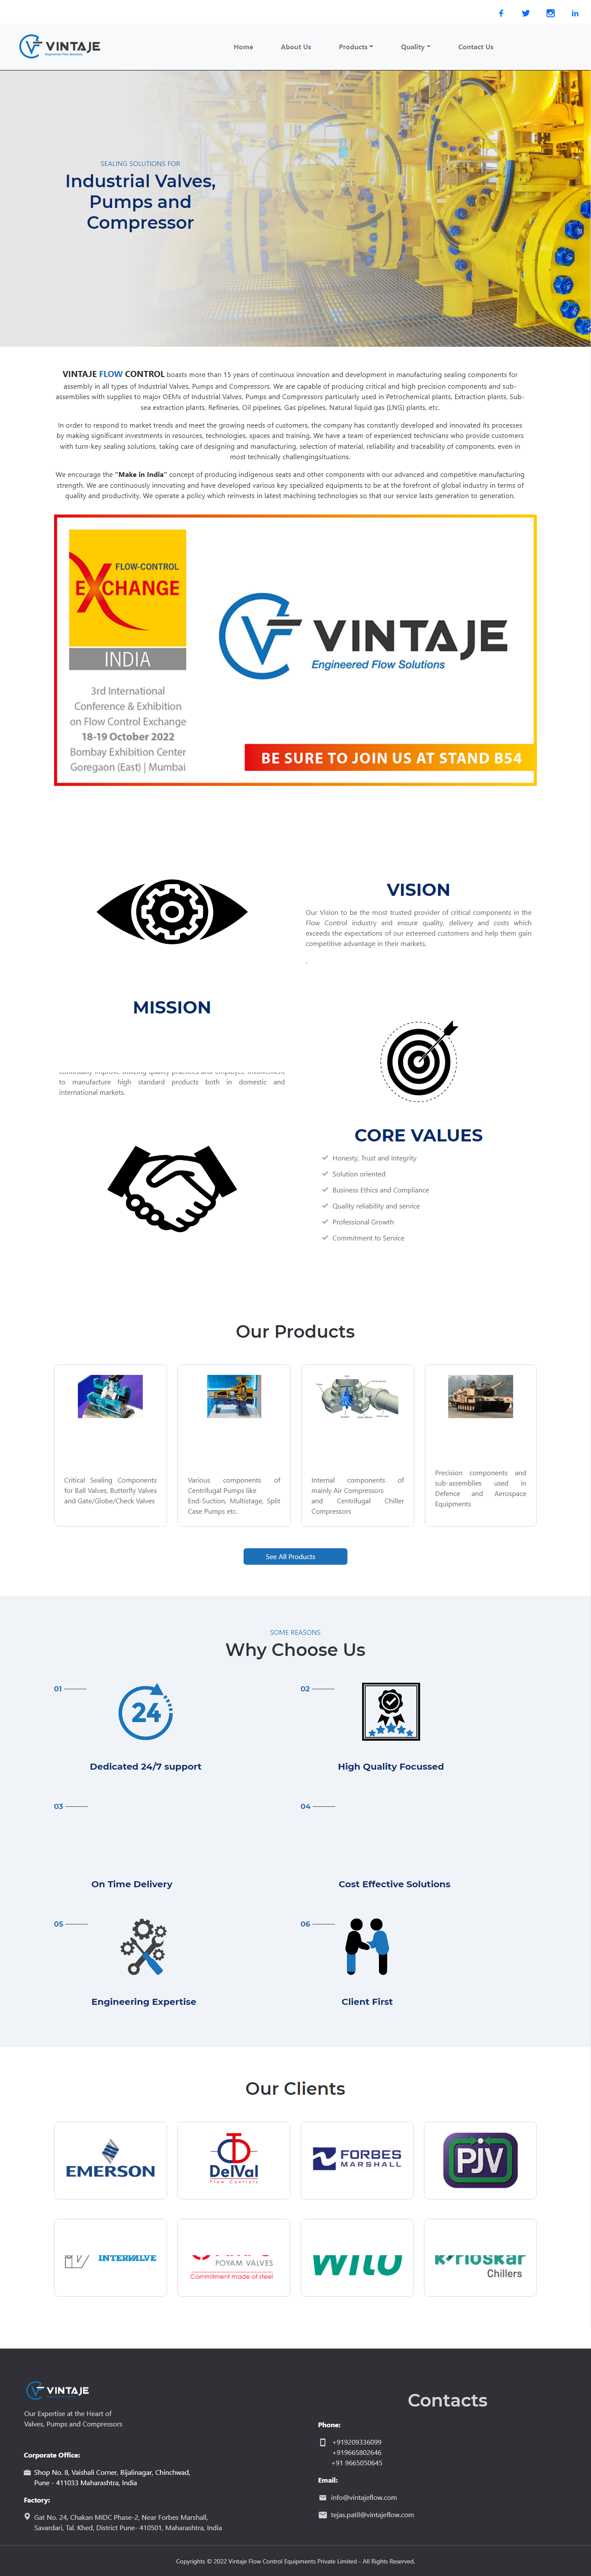 VINTAJE
Engineered Flow Solutions
Home About Us Products Quality Contact Us
SEALING SOLUTIONS FOR
Industrial Valves,
Pumps and
Compressor
VINTAJE FLOW CONTROL boasts more than 15 years of continuous innovation and development in manufacturing sealing components for
assembly in all types of Industrial Valves, Pumps and Compressors. We are capable of producing critical and high precision components and sub-
assemblies with supplies to major OEMs of Industrial Valves, Pumps and Compressors particularly used in Petrochemical plants, Extraction plants, Sub-
sea extraction plants, Refineries, Oil pipelines, Gas pipelines, Natural liquid gas (LNG) plants, etc.
In order to respond to market trends and meet the growing needs of customers, the company has constantly developed and innovated its processes
by making significant investments in resources, technologies, spaces and training. We have a team of experienced technicians who provide customers
with turn-key sealing solutions, taking care of designing and manufacturing, selection of material, reliability and traceability of components, even in
most technically challengingsituations.
We encourage the "Make in India" concept of producing indigenous seats and other components with our advanced and competitive manufacturing
strength. We are continuously innovating and have developed various key specialized equipments to be at the forefront of global industry in terms of
quality and productivity. We operate a policy which reinvests in latest machining technologies so that our service lasts generation to generation.
FLOW-CONTROL
EXCHANGE
INDIA
3rd International
Conference & Exhibition
on Flow Control Exchange
18-19 October 2022
Bombay Exhibition Center
Goregaon (East) | Mumbai
VINTAJE
Engineered Flow Solutions
BE SURE TO JOIN US AT STAND B54
VISION
Our Vision to be the most trusted provider of critical components in the
Flow Control industry and ensure quality, delivery and costs which
exceeds the expectations of our esteemed customers and help them gain
competitive advantage in their markets.
.
MISSION
continually improve utilizing quality practices and employee involvement
to manufacture high standard products both in domestic and
international markets.
CORE VALUES
Honesty, Trust and Integrity
Solution oriented
Business Ethics and Compliance
Quality reliability and service
Professional Growth
Commitment to Service
Our Products
Critical Sealing Components
for Ball Valves, Butterfly Valves
and Gate/Globe/Check Valves
Various components of
Centrifugal Pumps like
End-Suction, Multistage, Split
Case Pumps etc.
Internal components of
mainly Air Compressors
and Centrifugal Chiller
Compressors
Precision components and
sub-assemblies used in
Defence and Aerospace
Equipments
See All Products
SOME REASONS
Why Choose Us
01
24
Dedicated 24/7 support
02
High Quality Focussed
03
On Time Delivery
04
Cost Effective Solutions
05
Engineering Expertise
06
Client First
Our Clients
EMERSON
DelVal
Flow Controls
FORBES
MARSHALL
PJV
INTERVALVE
POYAM VALVES
Commitment made of steel
wilo
kirloskar
Chillers
VINTAJE
Our Expertise at the Heart of
Valves, Pumps and Compressors
Corporate Office:
Shop No. 8, Vaishali Corner, Bijalinagar, Chinchwad,
Pune - 411033 Maharashtra, India
Factory:
Gat No. 24, Chakan MIDC Phase-2, Near Forbes Marshall,
Savardari, Tal. Khed, District Pune- 410501, Maharashtra, India
Contacts
Phone:
+919209336099
+919665802646
+91 9665050645
Email:
info@vintajeflow.com
tejas.patil@vintajeflow.com
Copyrights © 2022 Vintaje Flow Control Equipments Private Limited - All Rights Reserved.